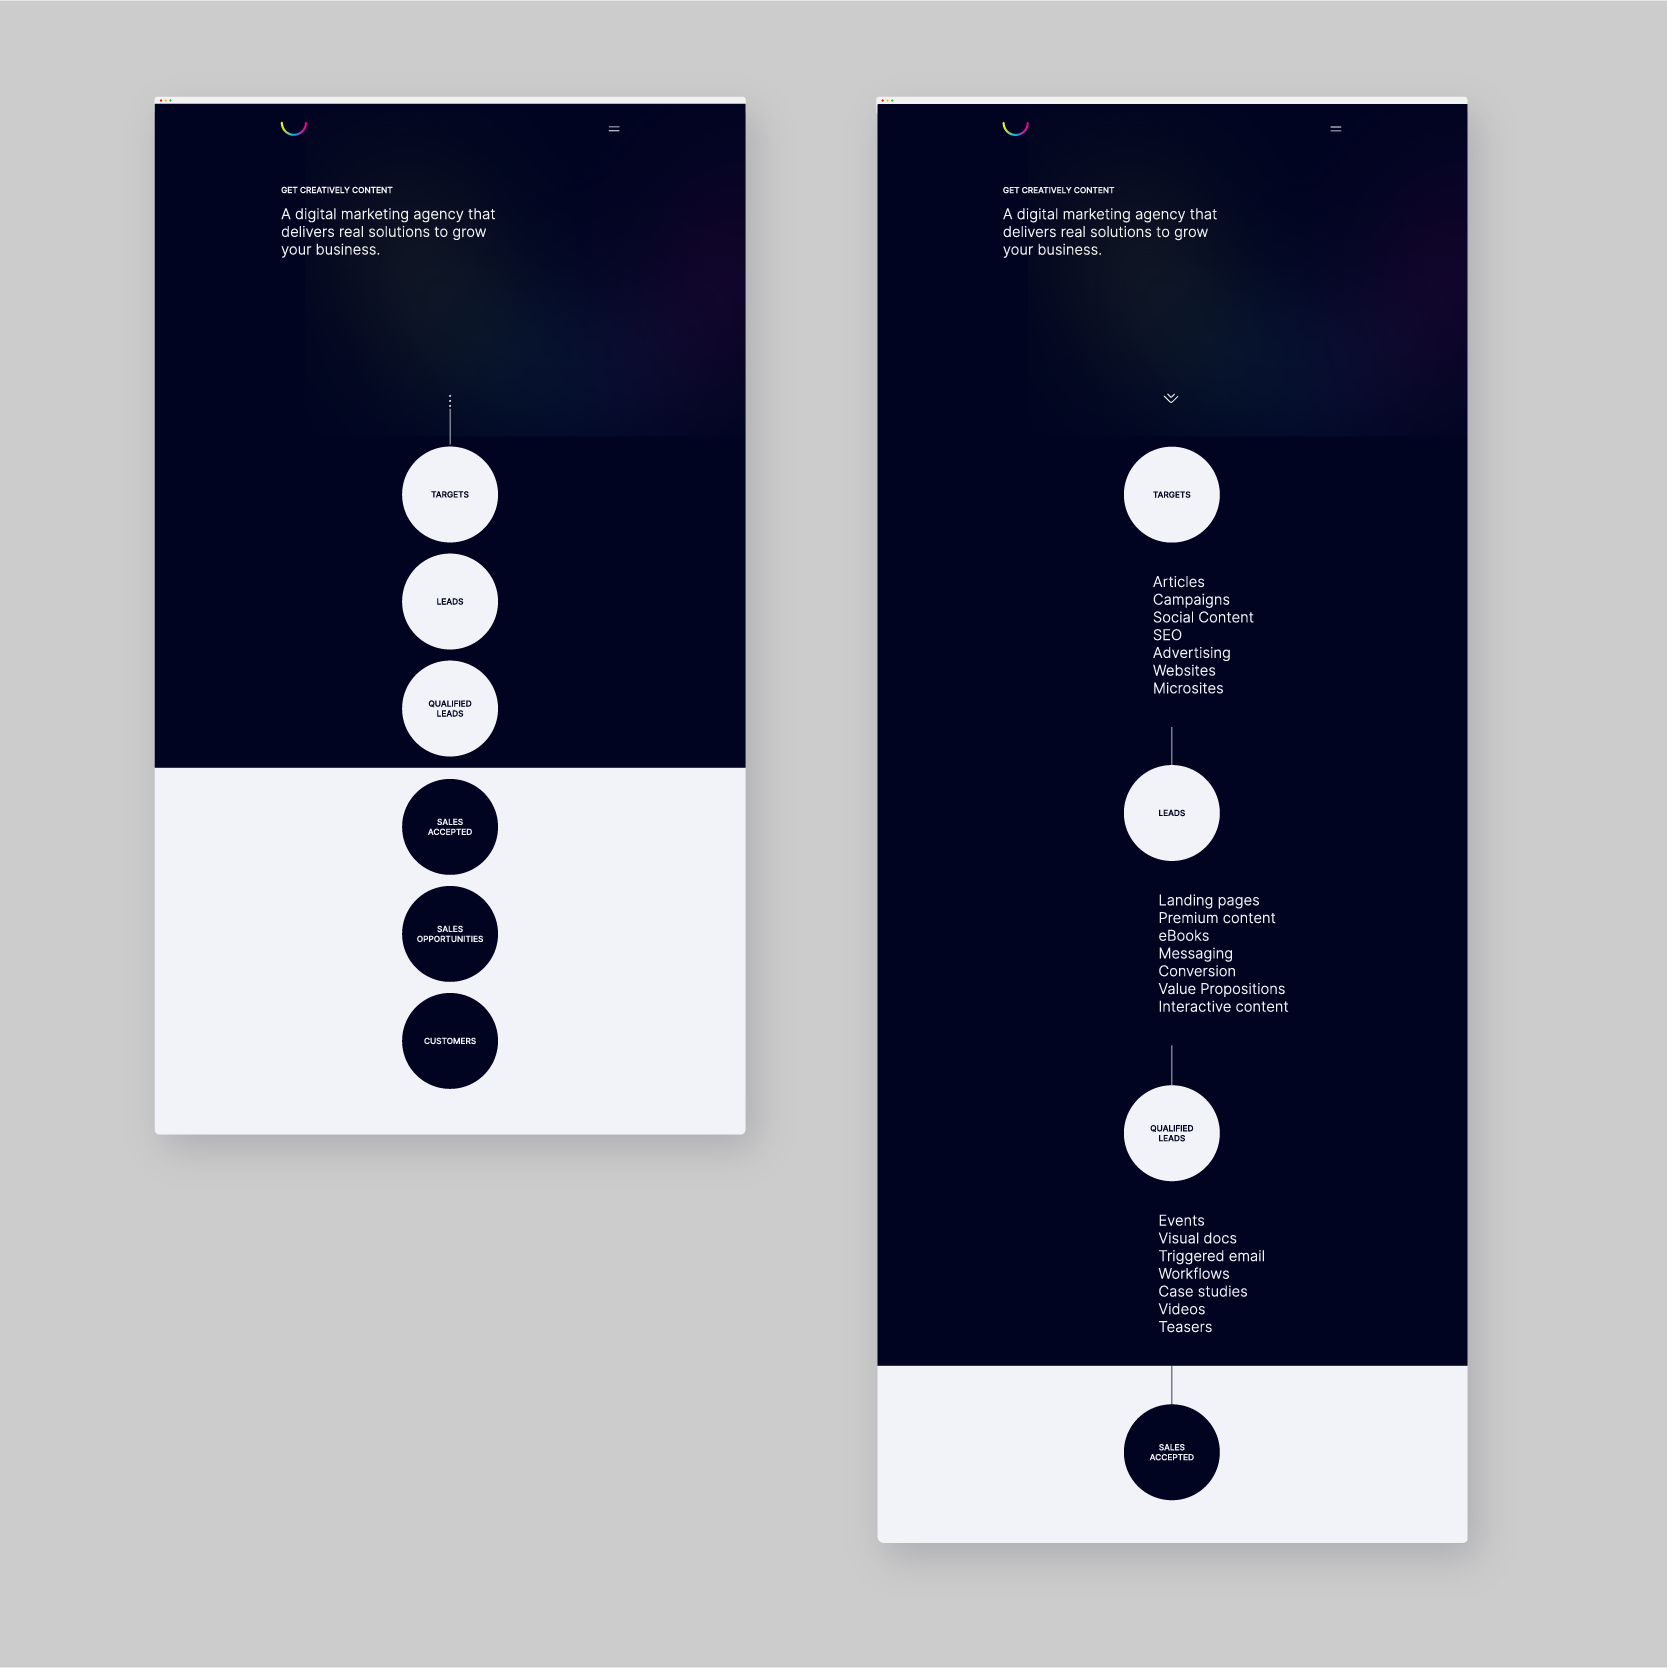 GET CREATIVELY CONTENT
A digital marketing agency that
delivers real solutions to grow
your business.
TARGETS
LEADS
QUALIFIED
LEADS
SALES
ACCEPTED
SALES
OPPORTUNITIES
CUSTOMERS
GET CREATIVELY CONTENT
A digital marketing agency that
delivers real solutions to grow
your business.
TARGETS
Articles
Campaigns
Social Content
SEO
Advertising
Websites
Microsites
LEADS
Landing pages
Premium content
eBooks
Messaging
Conversion
Value Propositions
Interactive content
QUALIFIED
LEADS
Events
Visual docs
Triggered email
Workflows
Case studies
Videos
Teasers
SALES
ACCEPTED